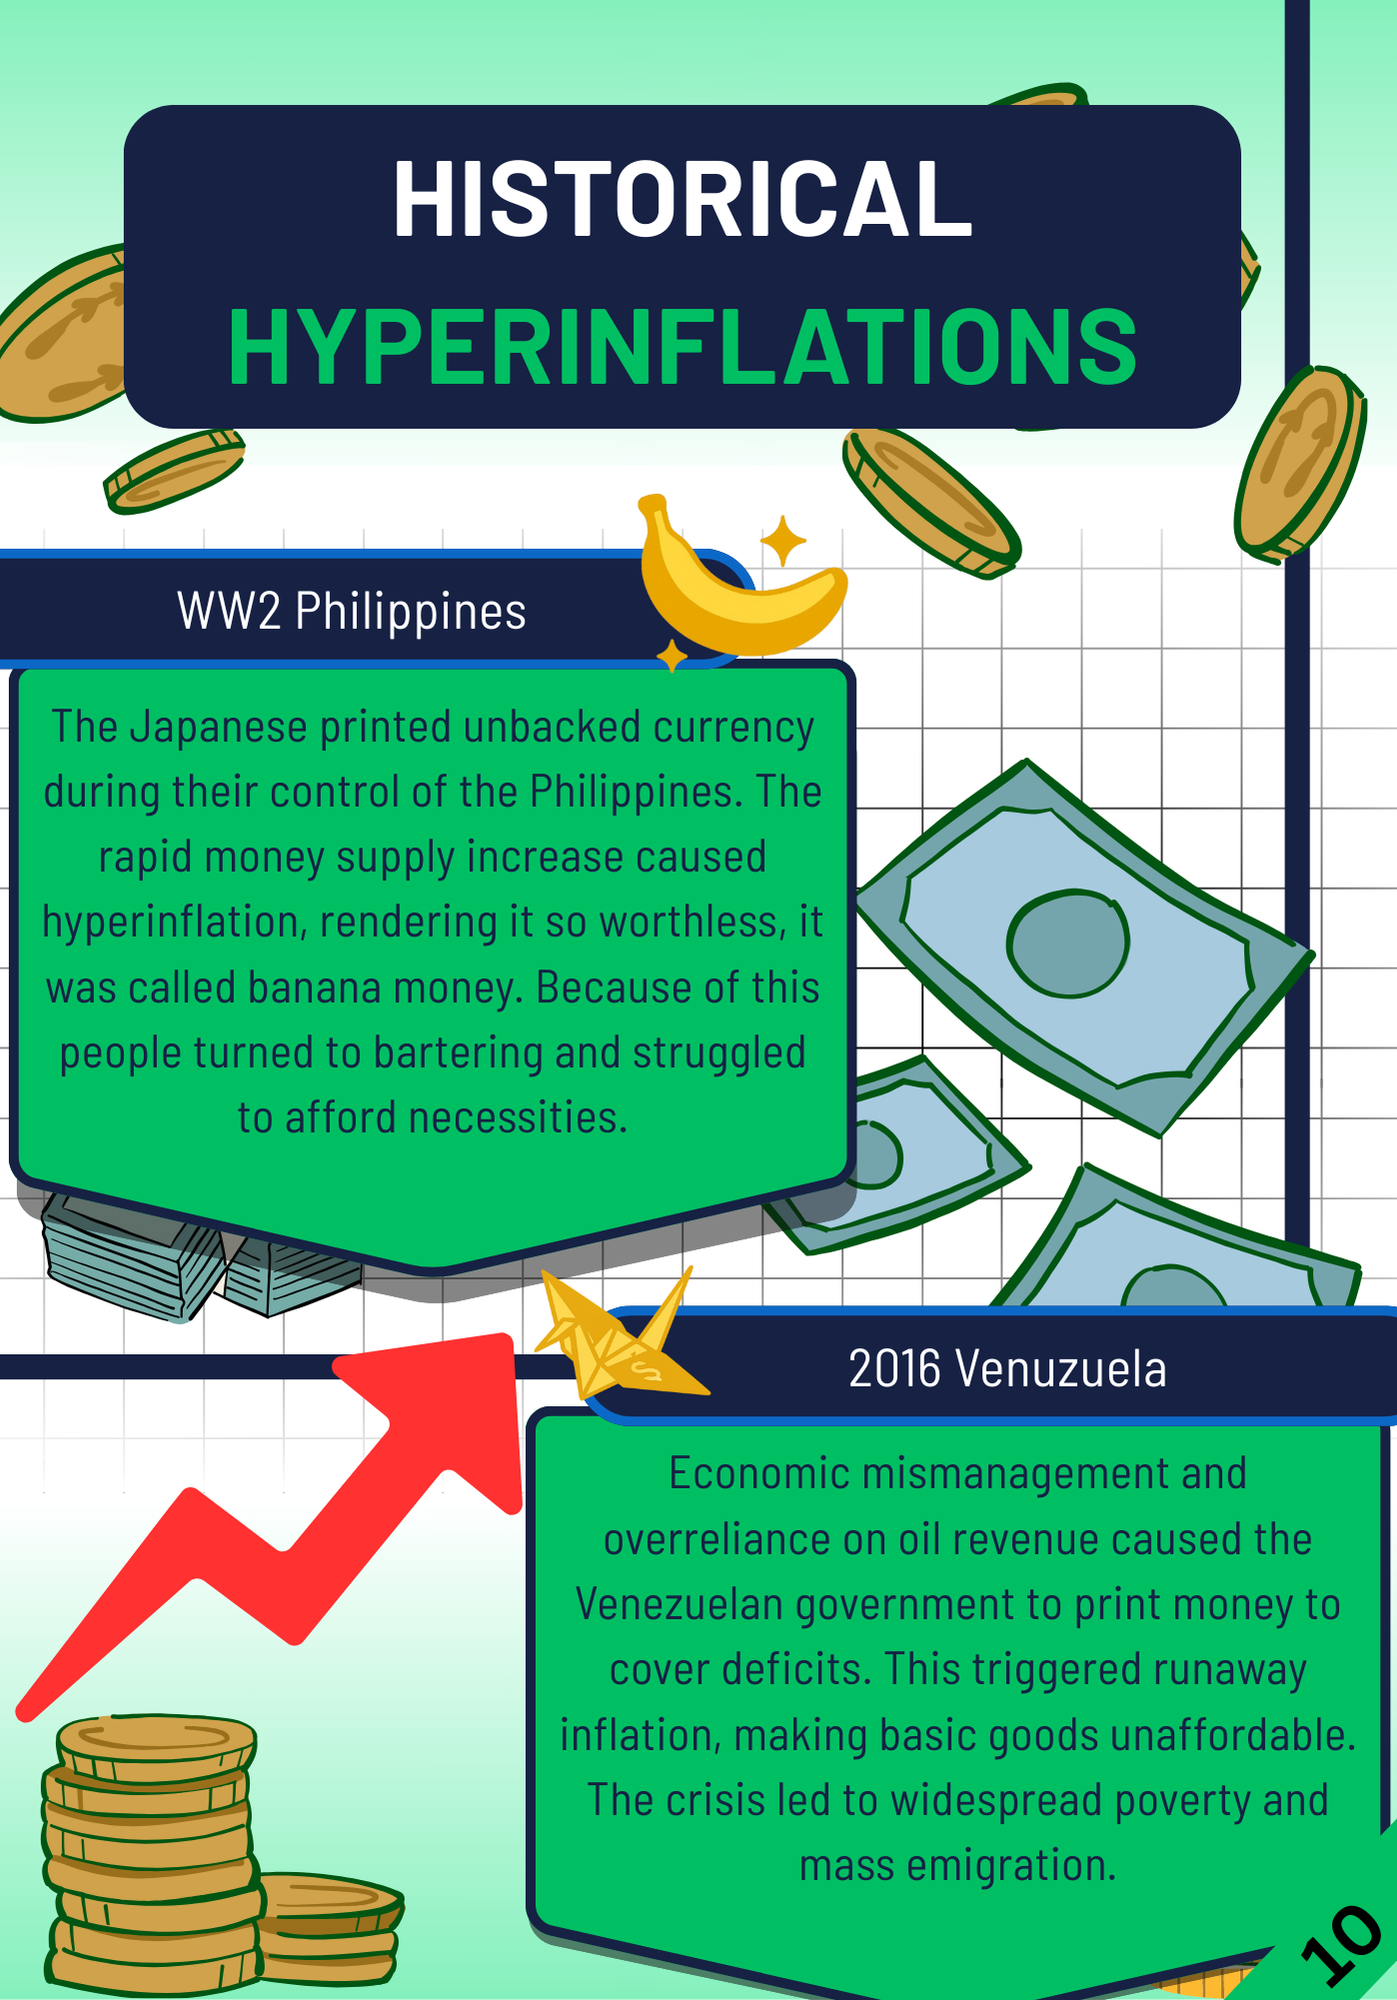 HISTORICAL
HYPERINFLATIONS
WW2 Philippines
The Japanese printed unbacked currency
during their control of the Philippines. The
rapid money supply increase caused
hyperinflation, rendering it so worthless, it
was called banana money. Because of this
people turned to bartering and struggled
to afford necessities.
2016 Venuzuela
Economic mismanagement and
overreliance on oil revenue caused the
Venezuelan government to print money to
cover deficits. This triggered runaway
inflation, making basic goods unaffordable.
The crisis led to widespread poverty and
mass emigration.
10